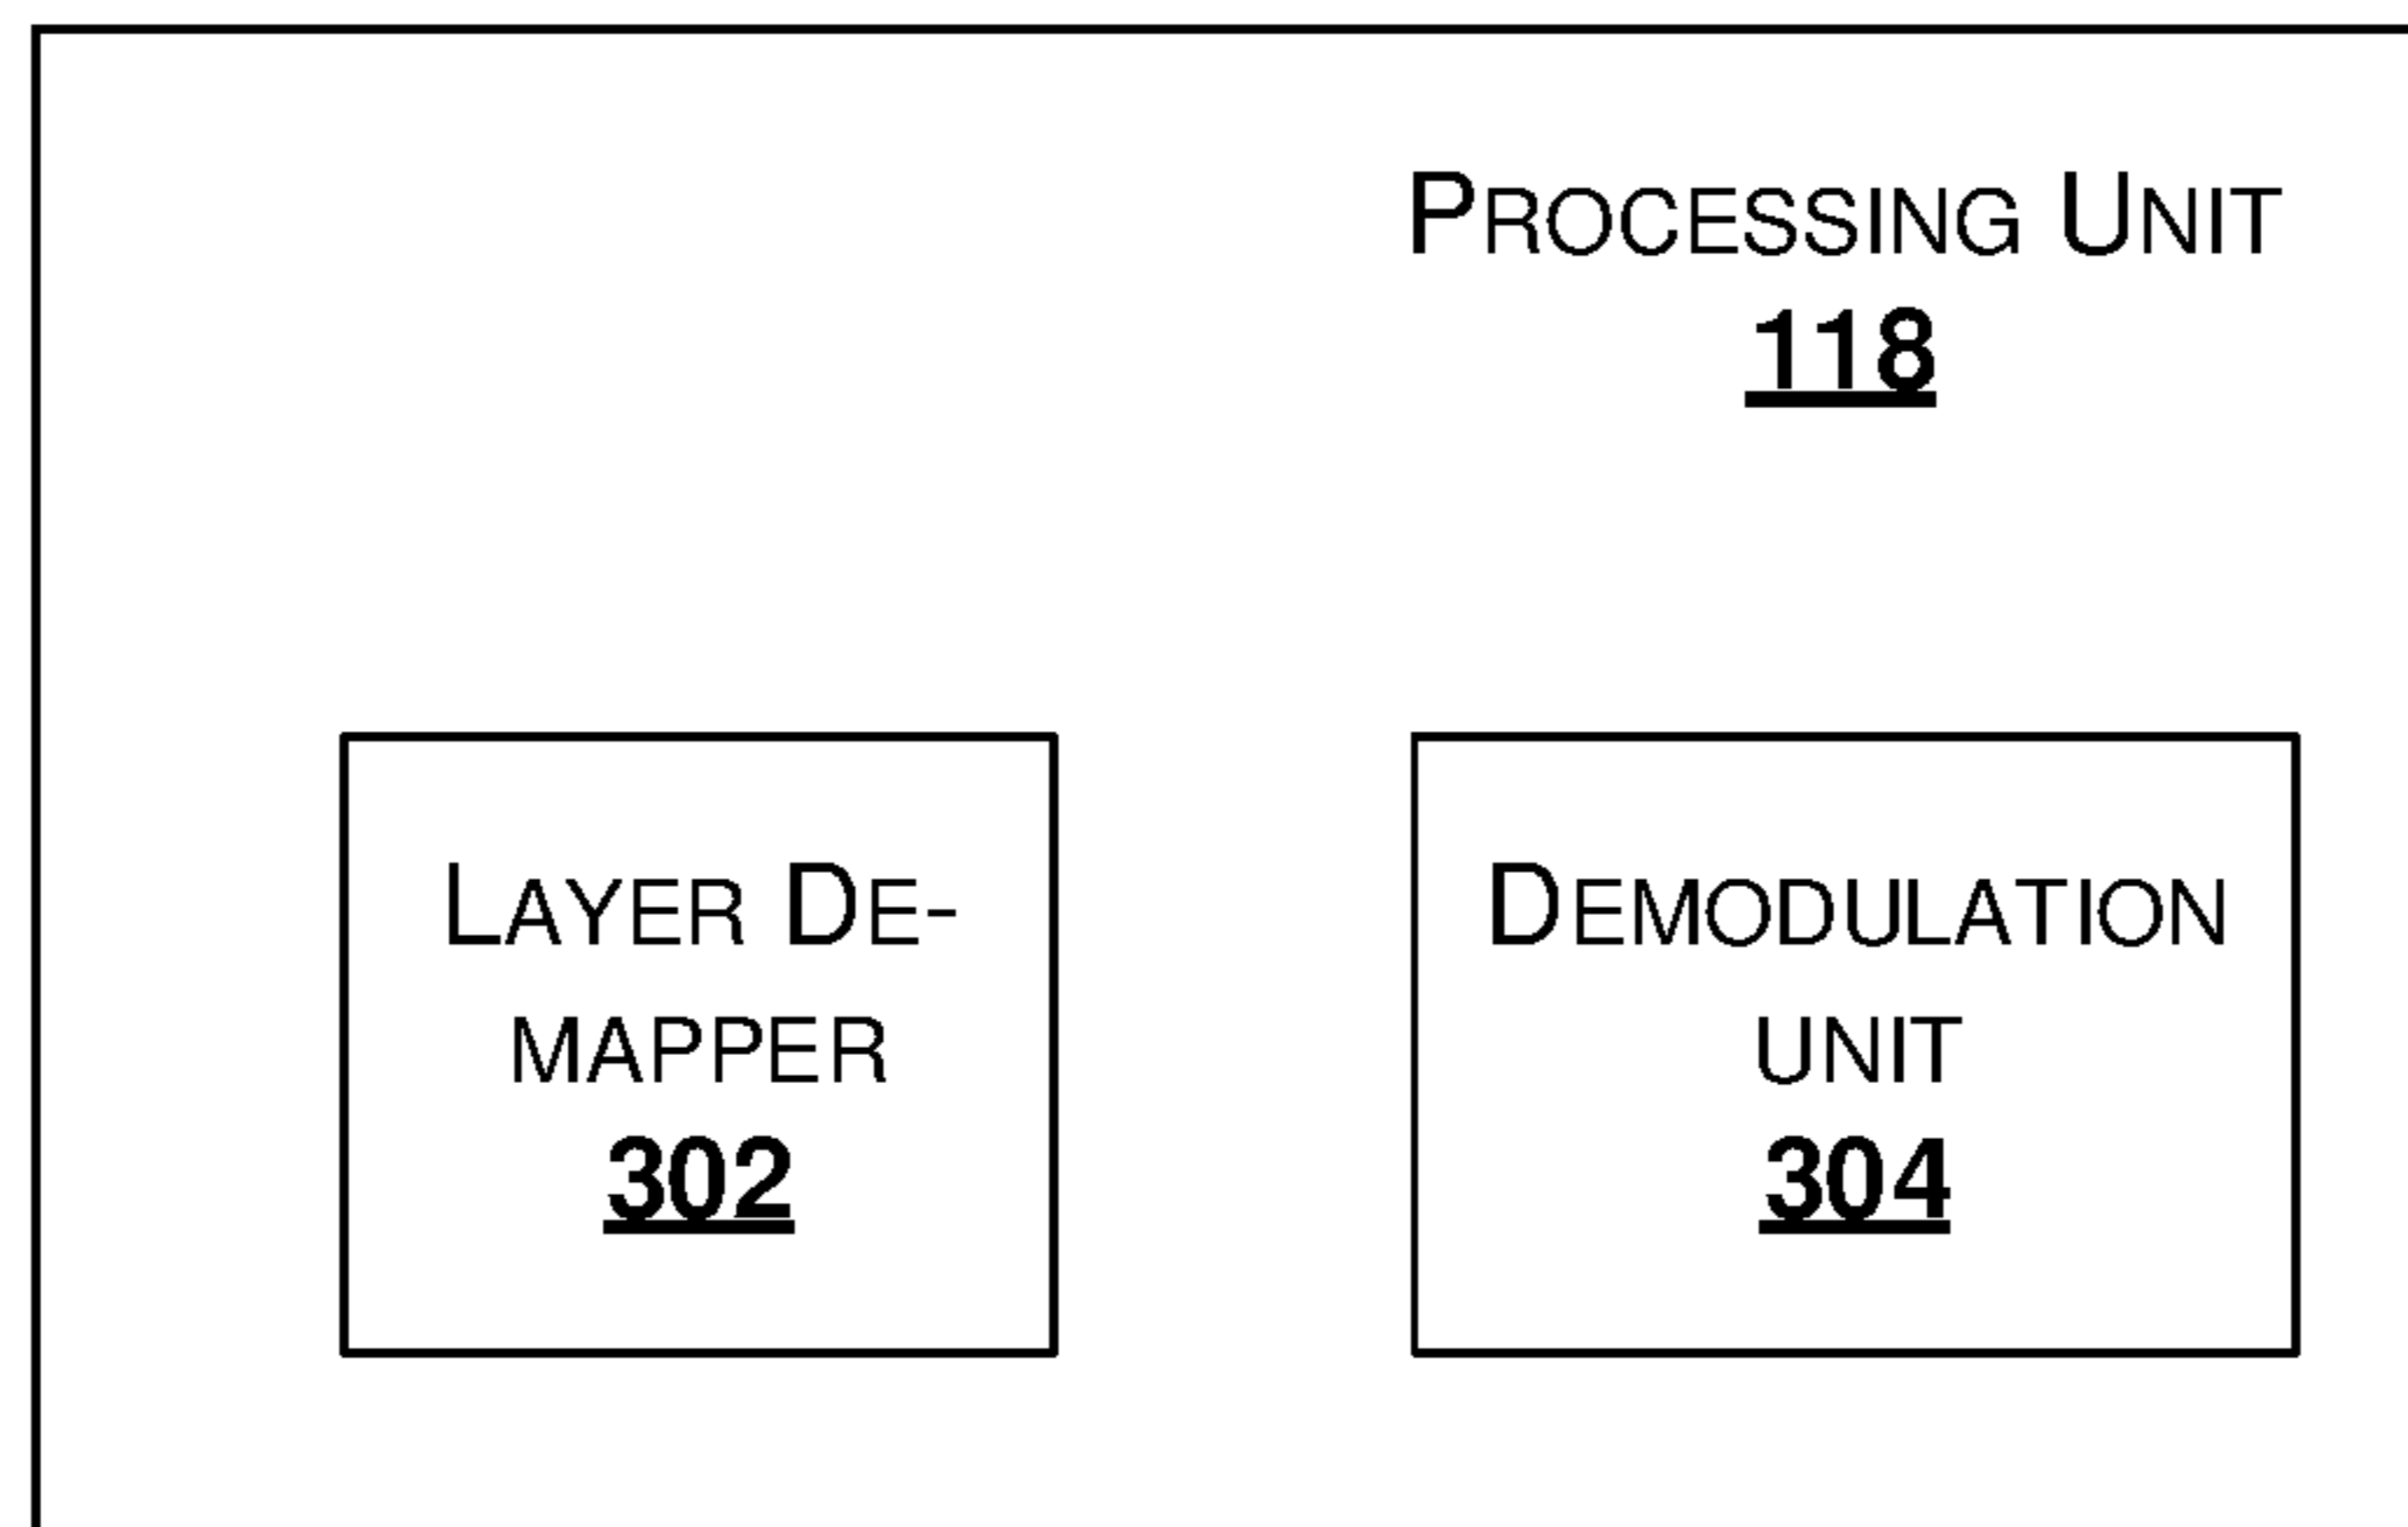 PROCESSING UNIT
118
LAYER DE-
MAPPER
302
DEMODULATION
UNIT
304